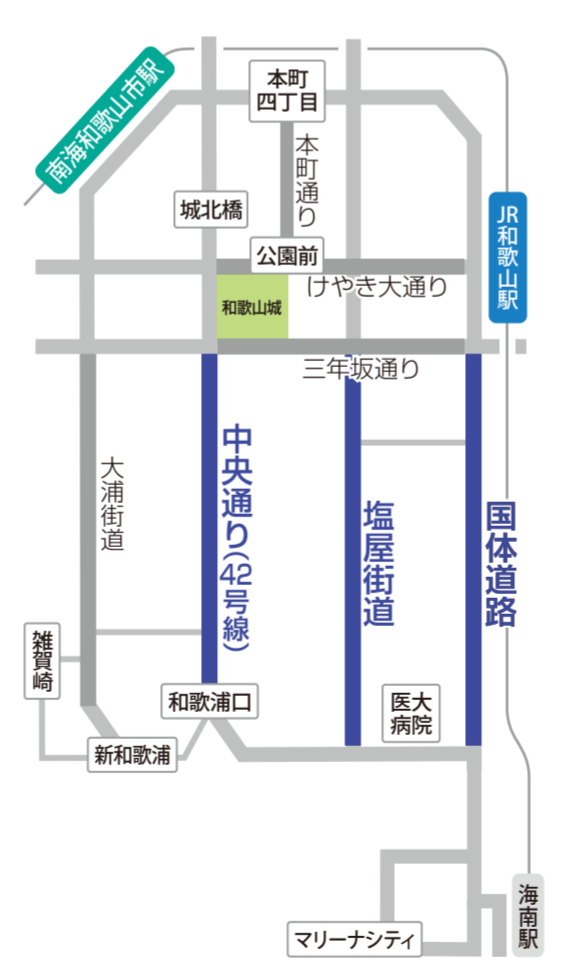 南海和歌山市駅
本町
四丁目
本町通り
城北橋
公園前
JR和歌山駅
けやき大通り
和歌山城
三年坂通り
中央通り(42号線)
大浦街道
塩屋街道
国体道路
雑賀崎
和歌浦口
医大
病院
新和歌浦
海南駅
マリーナシティ